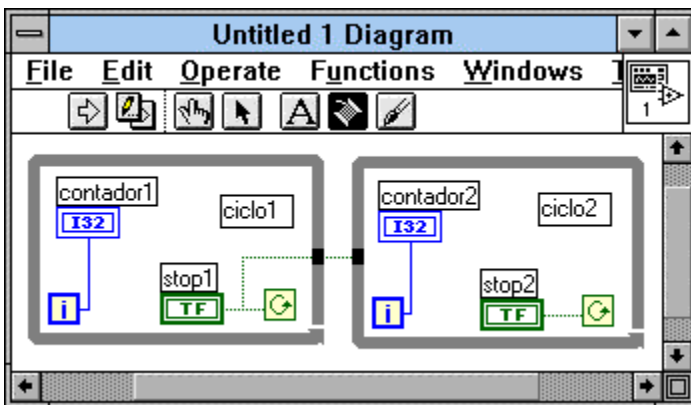 Untitled 1 Diagram
File Edit Operate Functions Windows
1
A
contador1
I32
ciclo1
stop1
i
TF
contador2
I32
ciclo2
stop2
i
TF